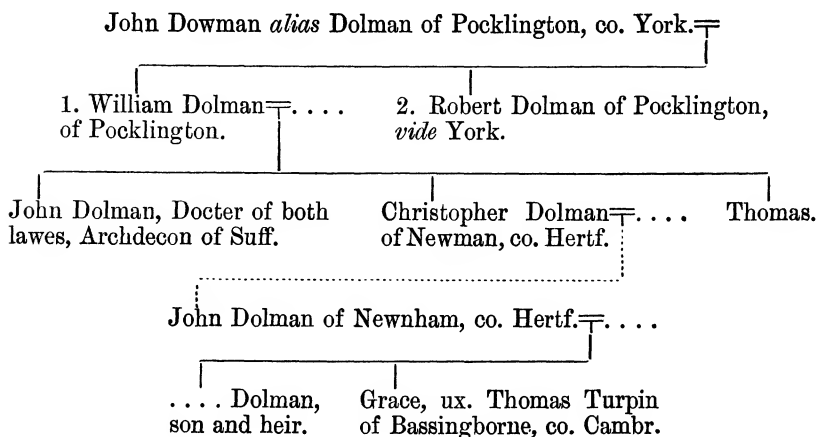 John Dowman alias Dolman of Pocklington, co. York.
1. William Dolman . . . .
of Pocklington.
2. Robert Dolman of Pocklington,
vide York.
John Dolman, Docter of both
lawes, Archdecon of Suff.
Christopher Dolman . . . .
of Newman, co. Hertf.
Thomas.
John Dolman of Newnham, co. Hertf. . . . .
. . . . Dolman,
son and heir.
Grace, ux. Thomas Turpin
of Bassingborne, co. Cambr.